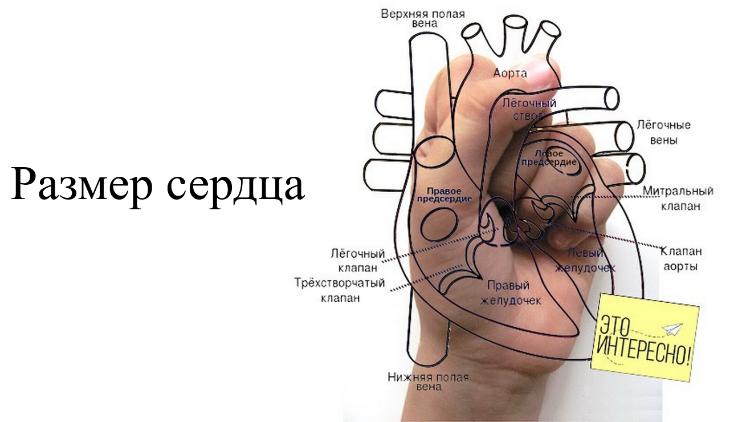 Размер сердца
Верхняя полая
вена
Аорта
Лёгочный
ствол
Лёгочные
вены
Левое
предсердие
Правое
предсердие
Митральный
клапан
Лёгочный
клапан
Трёхстворчатый
клапан
Левый
желудочек
Клапан
аорты
Правый
желудочек
Нижняя полая
вена
ЭТО
ИНТЕРЕСНО!